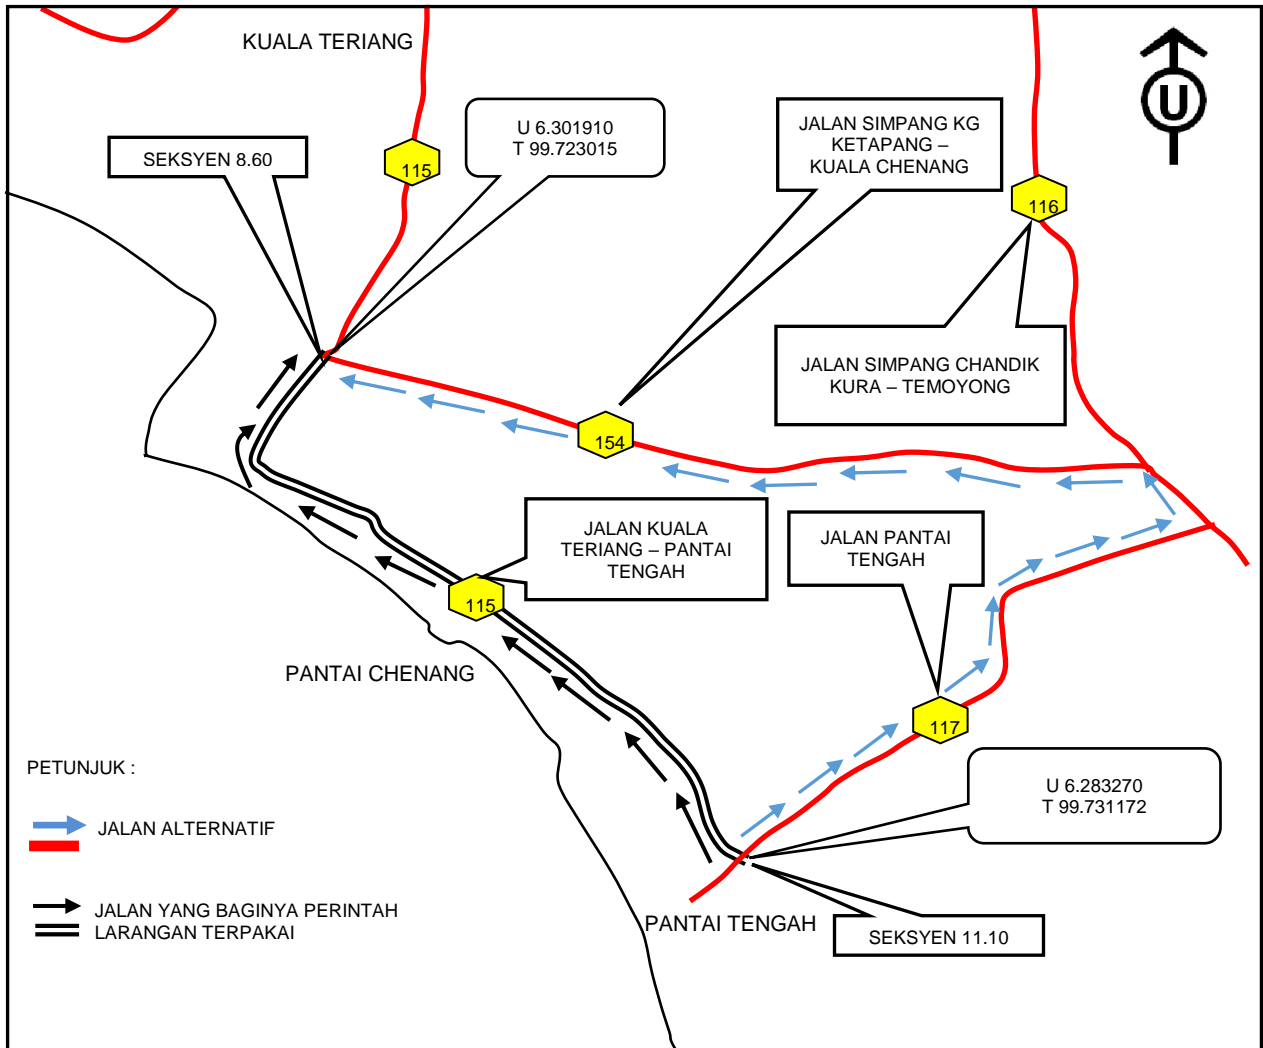 KUALA TERIANG
U
SEKSYEN 8.60
U 6.301910
T 99.723015
115
JALAN SIMPANG KG
KETAPANG –
KUALA CHENANG
116
JALAN SIMPANG CHANDIK
KURA – TEMOYONG
154
JALAN KUALA
TERIANG – PANTAI
TENGAH
JALAN PANTAI
TENGAH
115
PANTAI CHENANG
117
PETUNJUK :
JALAN ALTERNATIF
U 6.283270
T 99.731172
JALAN YANG BAGINYA PERINTAH
LARANGAN TERPAKAI
PANTAI TENGAH
SEKSYEN 11.10